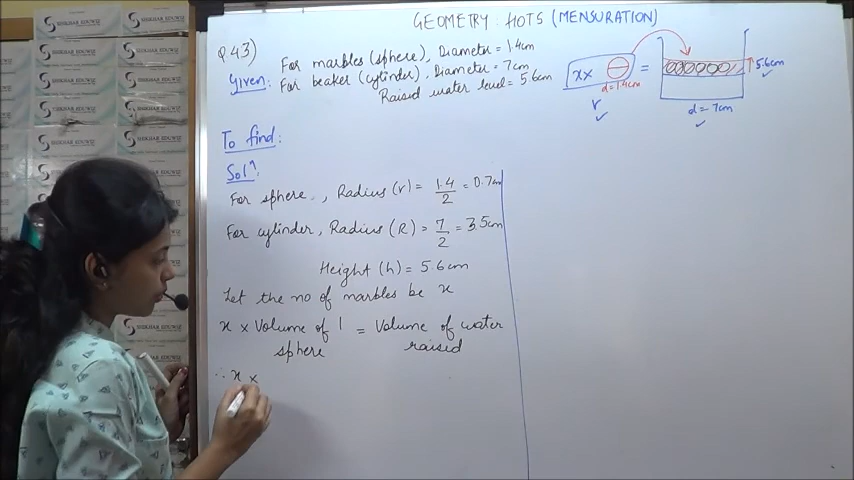 GEOMETRY : HOTS (MENSURATION)
Q.43)
Given:
For marbles (sphere), Diameter = 1.4cm
For beaker (cylinder), Diameter = 7cm
Raised water level = 5.6cm
x×
=
d=1.4cm
r
5.6cm
d=7cm
To find:
Solⁿ:
For sphere, Radius (r) = 1.4/2 = 0.7cm
For cylinder, Radius (R) = 7/2 = 3.5cm
Height (h) = 5.6cm
Let the no of marbles be x
x × Volume of 1 sphere = Volume of water raised
∴ x ×
SHIKHAR EDUWIZ